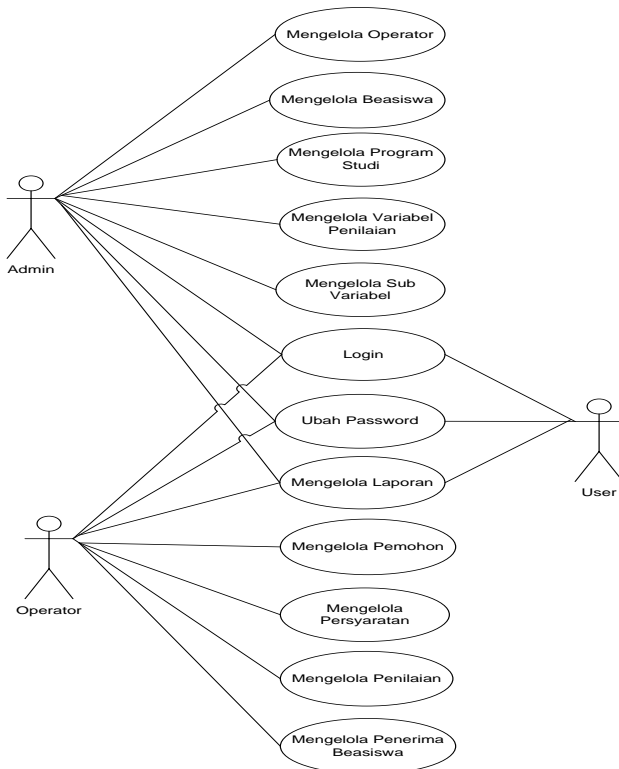 Mengelola Operator
Mengelola Beasiswa
Mengelola Program
Studi
Mengelola Variabel
Penilaian
Admin
Mengelola Sub
Variabel
Login
Ubah Password
Mengelola Laporan
User
Mengelola Pemohon
Operator
Mengelola
Persyaratan
Mengelola Penilaian
Mengelola Penerima
Beasiswa